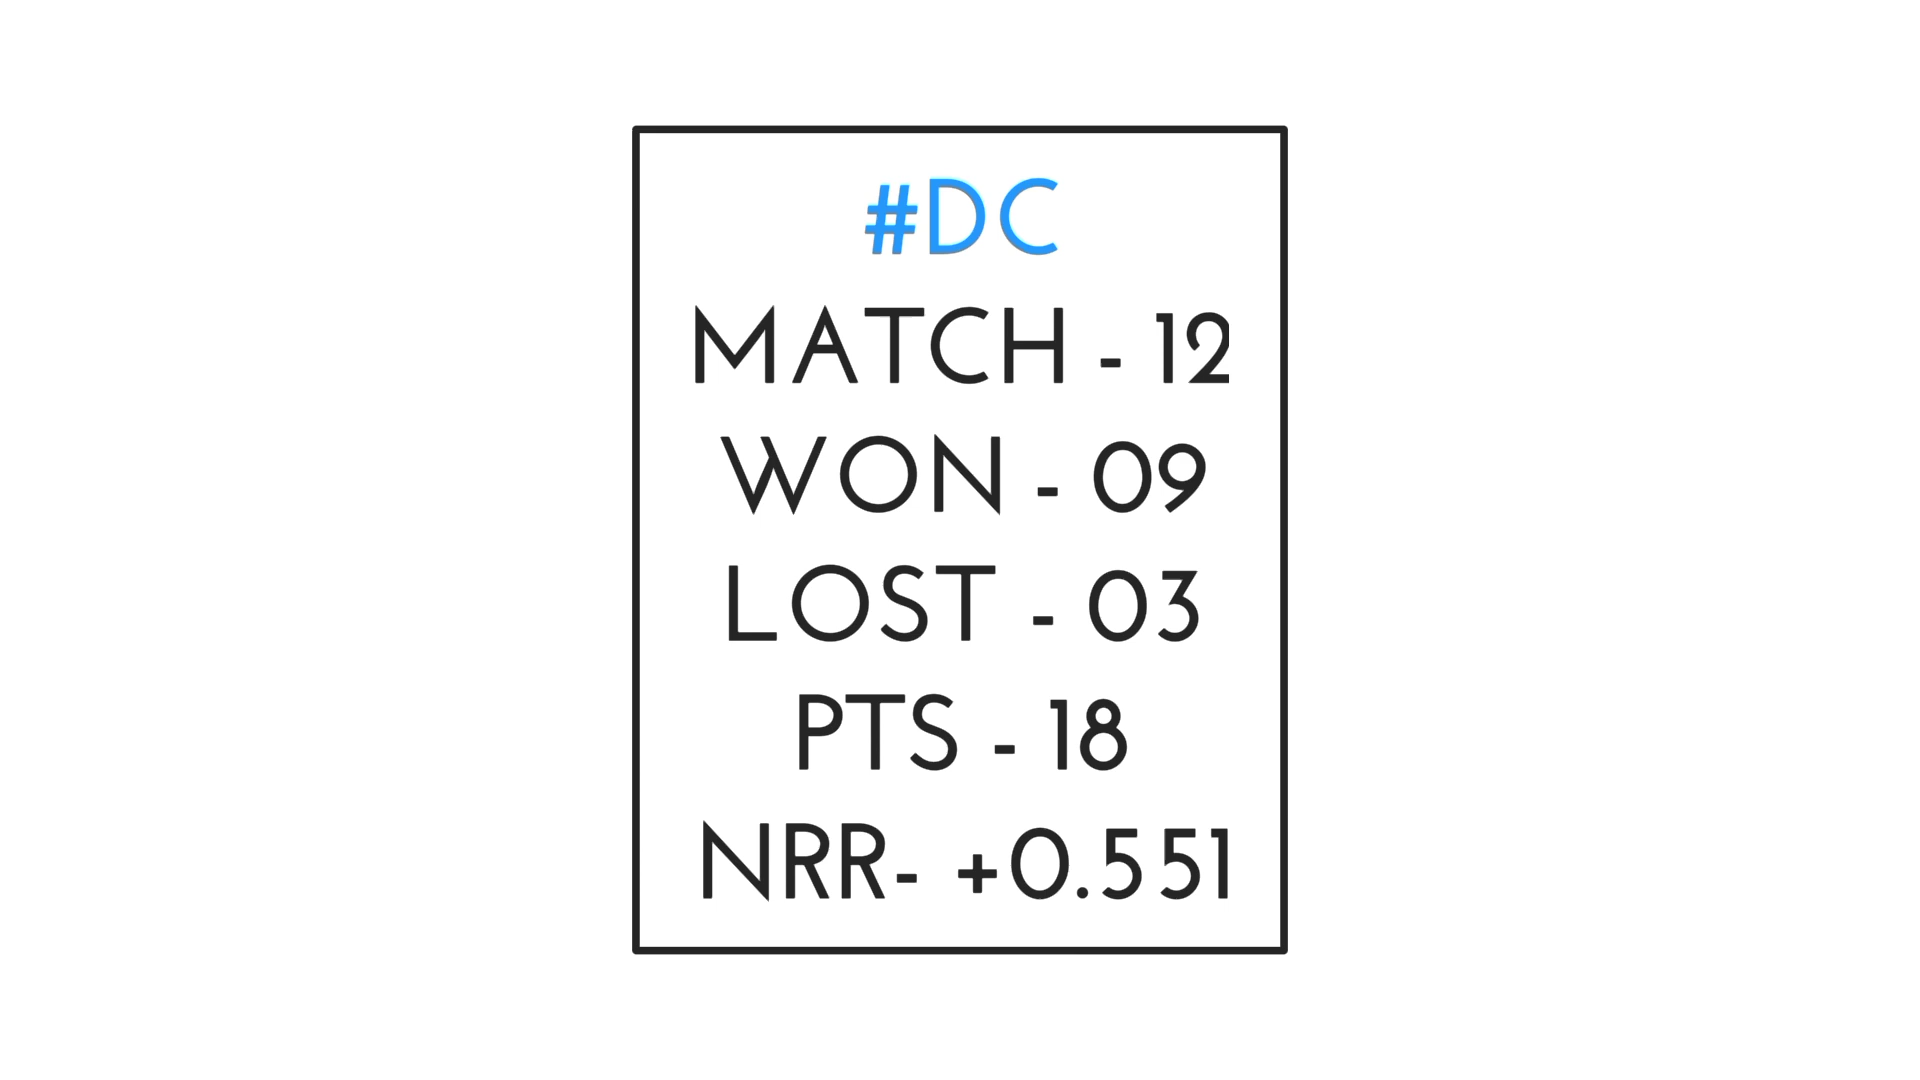 #DC
MATCH - 12
WON - 09
LOST - 03
PTS - 18
NRR- +0.551